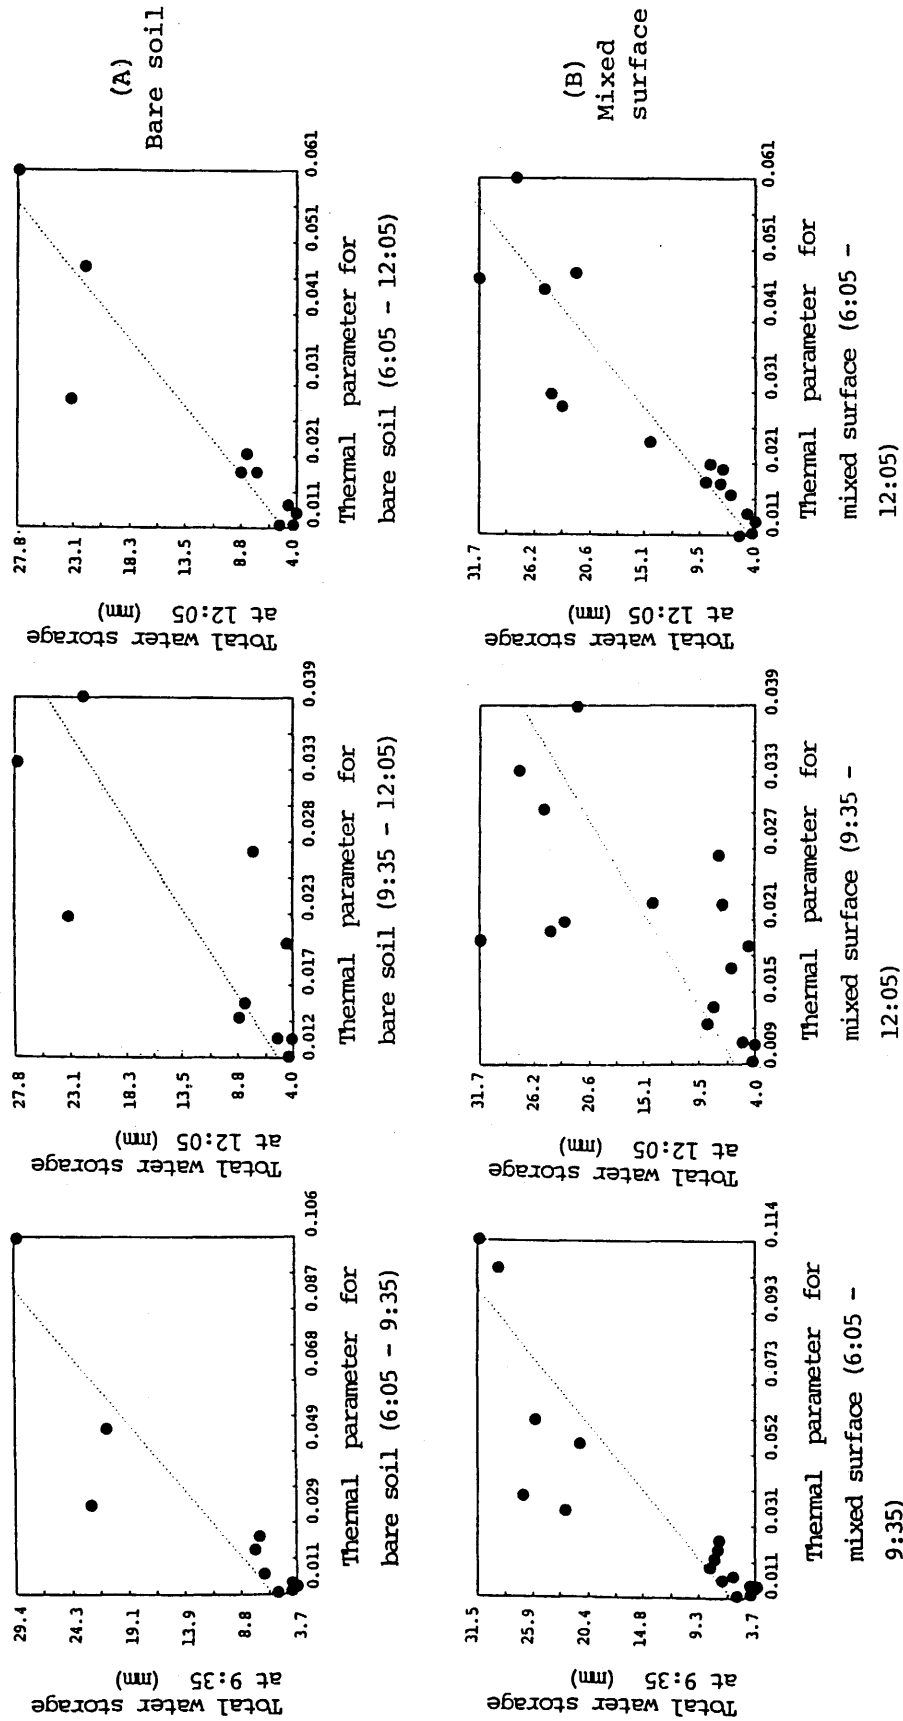 Total water storage
at 9:35 (mm)
29.4
24.3
19.1
13.9
8.8
3.7
0.011 0.029 0.049 0.068 0.087 0.106
Thermal parameter for
bare soil (6:05 - 9:35)
Total water storage
at 12:05 (mm)
27.8
23.1
18.3
13.5
8.8
4.0
0.012 0.017 0.023 0.028 0.033 0.039
Thermal parameter for
bare soil (9:35 - 12:05)
Total water storage
at 12:05 (mm)
27.8
23.1
18.3
13.5
8.8
4.0
0.011 0.021 0.031 0.041 0.051 0.061
Thermal parameter for
bare soil (6:05 - 12:05)
(A)
Bare soil
Total water storage
at 9:35 (mm)
31.5
25.9
20.4
14.8
9.3
3.7
0.011 0.031 0.052 0.073 0.093 0.114
Thermal parameter for
mixed surface (6:05 -
9:35)
Total water storage
at 12:05 (mm)
31.7
26.2
20.6
15.1
9.5
4.0
0.009 0.015 0.021 0.027 0.033 0.039
Thermal parameter for
mixed surface (9:35 -
12:05)
Total water storage
at 12:05 (mm)
31.7
26.2
20.6
15.1
9.5
4.0
0.011 0.021 0.031 0.041 0.051 0.061
Thermal parameter for
mixed surface (6:05 -
12:05)
(B)
Mixed
surface